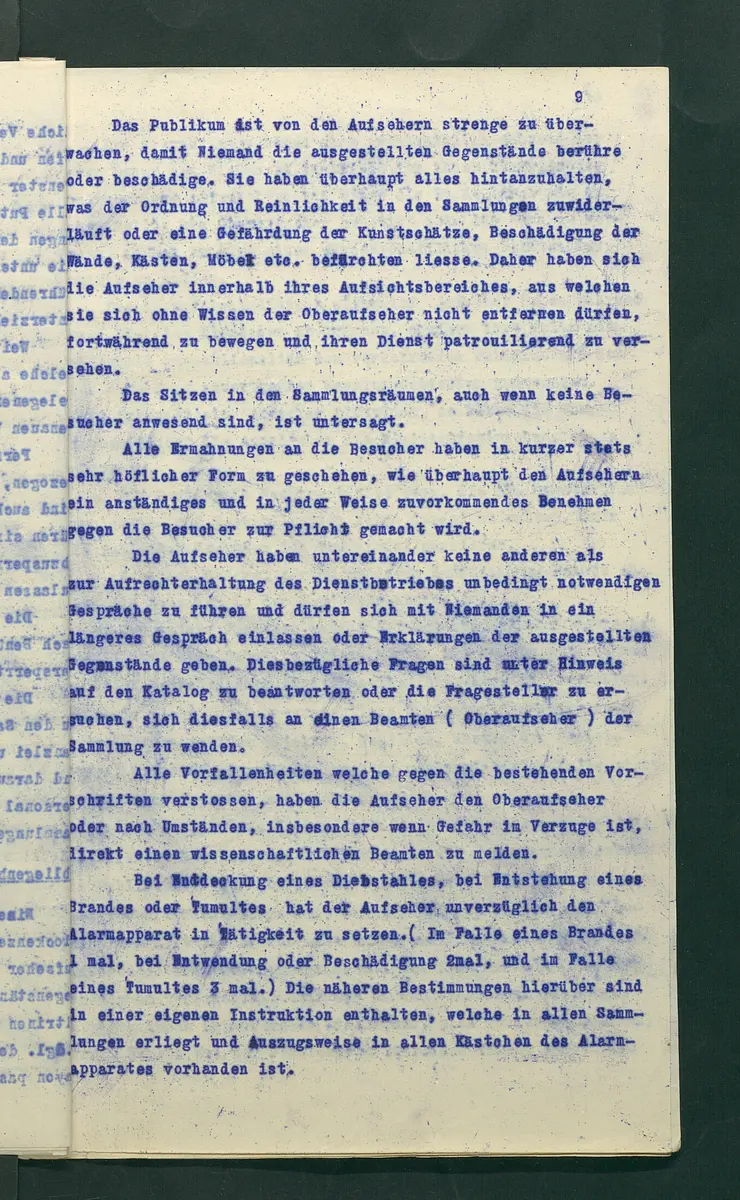 9
Das Publikum ist von den Aufsehern strenge zu über-
wachen, damit Niemand die ausgestellten Gegenstände berühre
oder beschädige. Sie haben überhaupt alles hintanzuhalten,
was der Ordnung und Reinlichkeit in den Sammlungen zuwider-
läuft oder eine Gefährdung der Kunstschätze, Beschädigung der
Wände, Kästen, Möbel etc. befürchten liesse. Daher haben sich
die Aufseher innerhalb ihres Aufsichtsbereiches, aus welchen
sie sich ohne Wissen der Oberaufseher nicht entfernen dürfen,
fortwährend zu bewegen und ihren Dienst patrouilierend zu ver-
sehen.
Das Sitzen in den Sammlungsräumen, auch wenn keine Be-
sucher anwesend sind, ist untersagt.
Alle Ermahnungen an die Besucher haben in kurzer stets
sehr höflicher Form zu geschehen, wie überhaupt den Aufsehern
ein anständiges und in jeder Weise zuvorkommendes Benehmen
gegen die Besucher zur Pflicht gemacht wird.
Die Aufseher haben untereinander keine anderen als
zur Aufrechterhaltung des Dienstbetriebes unbedingt notwendigen
Gespräche zu führen und dürfen sich mit Niemanden in ein
längeres Gespräch einlassen oder Erklärungen der ausgestellten
Gegenstände geben. Diesbezügliche Fragen sind unter Hinweis
auf den Katalog zu beantworten oder die Fragesteller zu er-
suchen, sich diesfalls an einen Beamten ( Oberaufseher ) der
Sammlung zu wenden.
Alle Vorfallenheiten welche gegen die bestehenden Vor-
schriften verstossen, haben die Aufseher den Oberaufseher
oder nach Umständen, insbesondere wenn Gefahr im Verzuge ist,
direkt einen wissenschaftlichen Beamten zu melden.
Bei Entdeckung eines Diebstahles, bei Entstehung eines
Brandes oder Tumultes hat der Aufseher unverzüglich den
Alarmapparat in Tätigkeit zu setzen.( Im Falle eines Brandes
1 mal, bei Entwendung oder Beschädigung 2mal, und im Falle
eines Tumultes 3 mal.) Die näheren Bestimmungen hierüber sind
in einer eigenen Instruktion enthalten, welche in allen Samm-
lungen erliegt und Auszugsweise in allen Kästchen des Alarm-
apparates vorhanden ist.